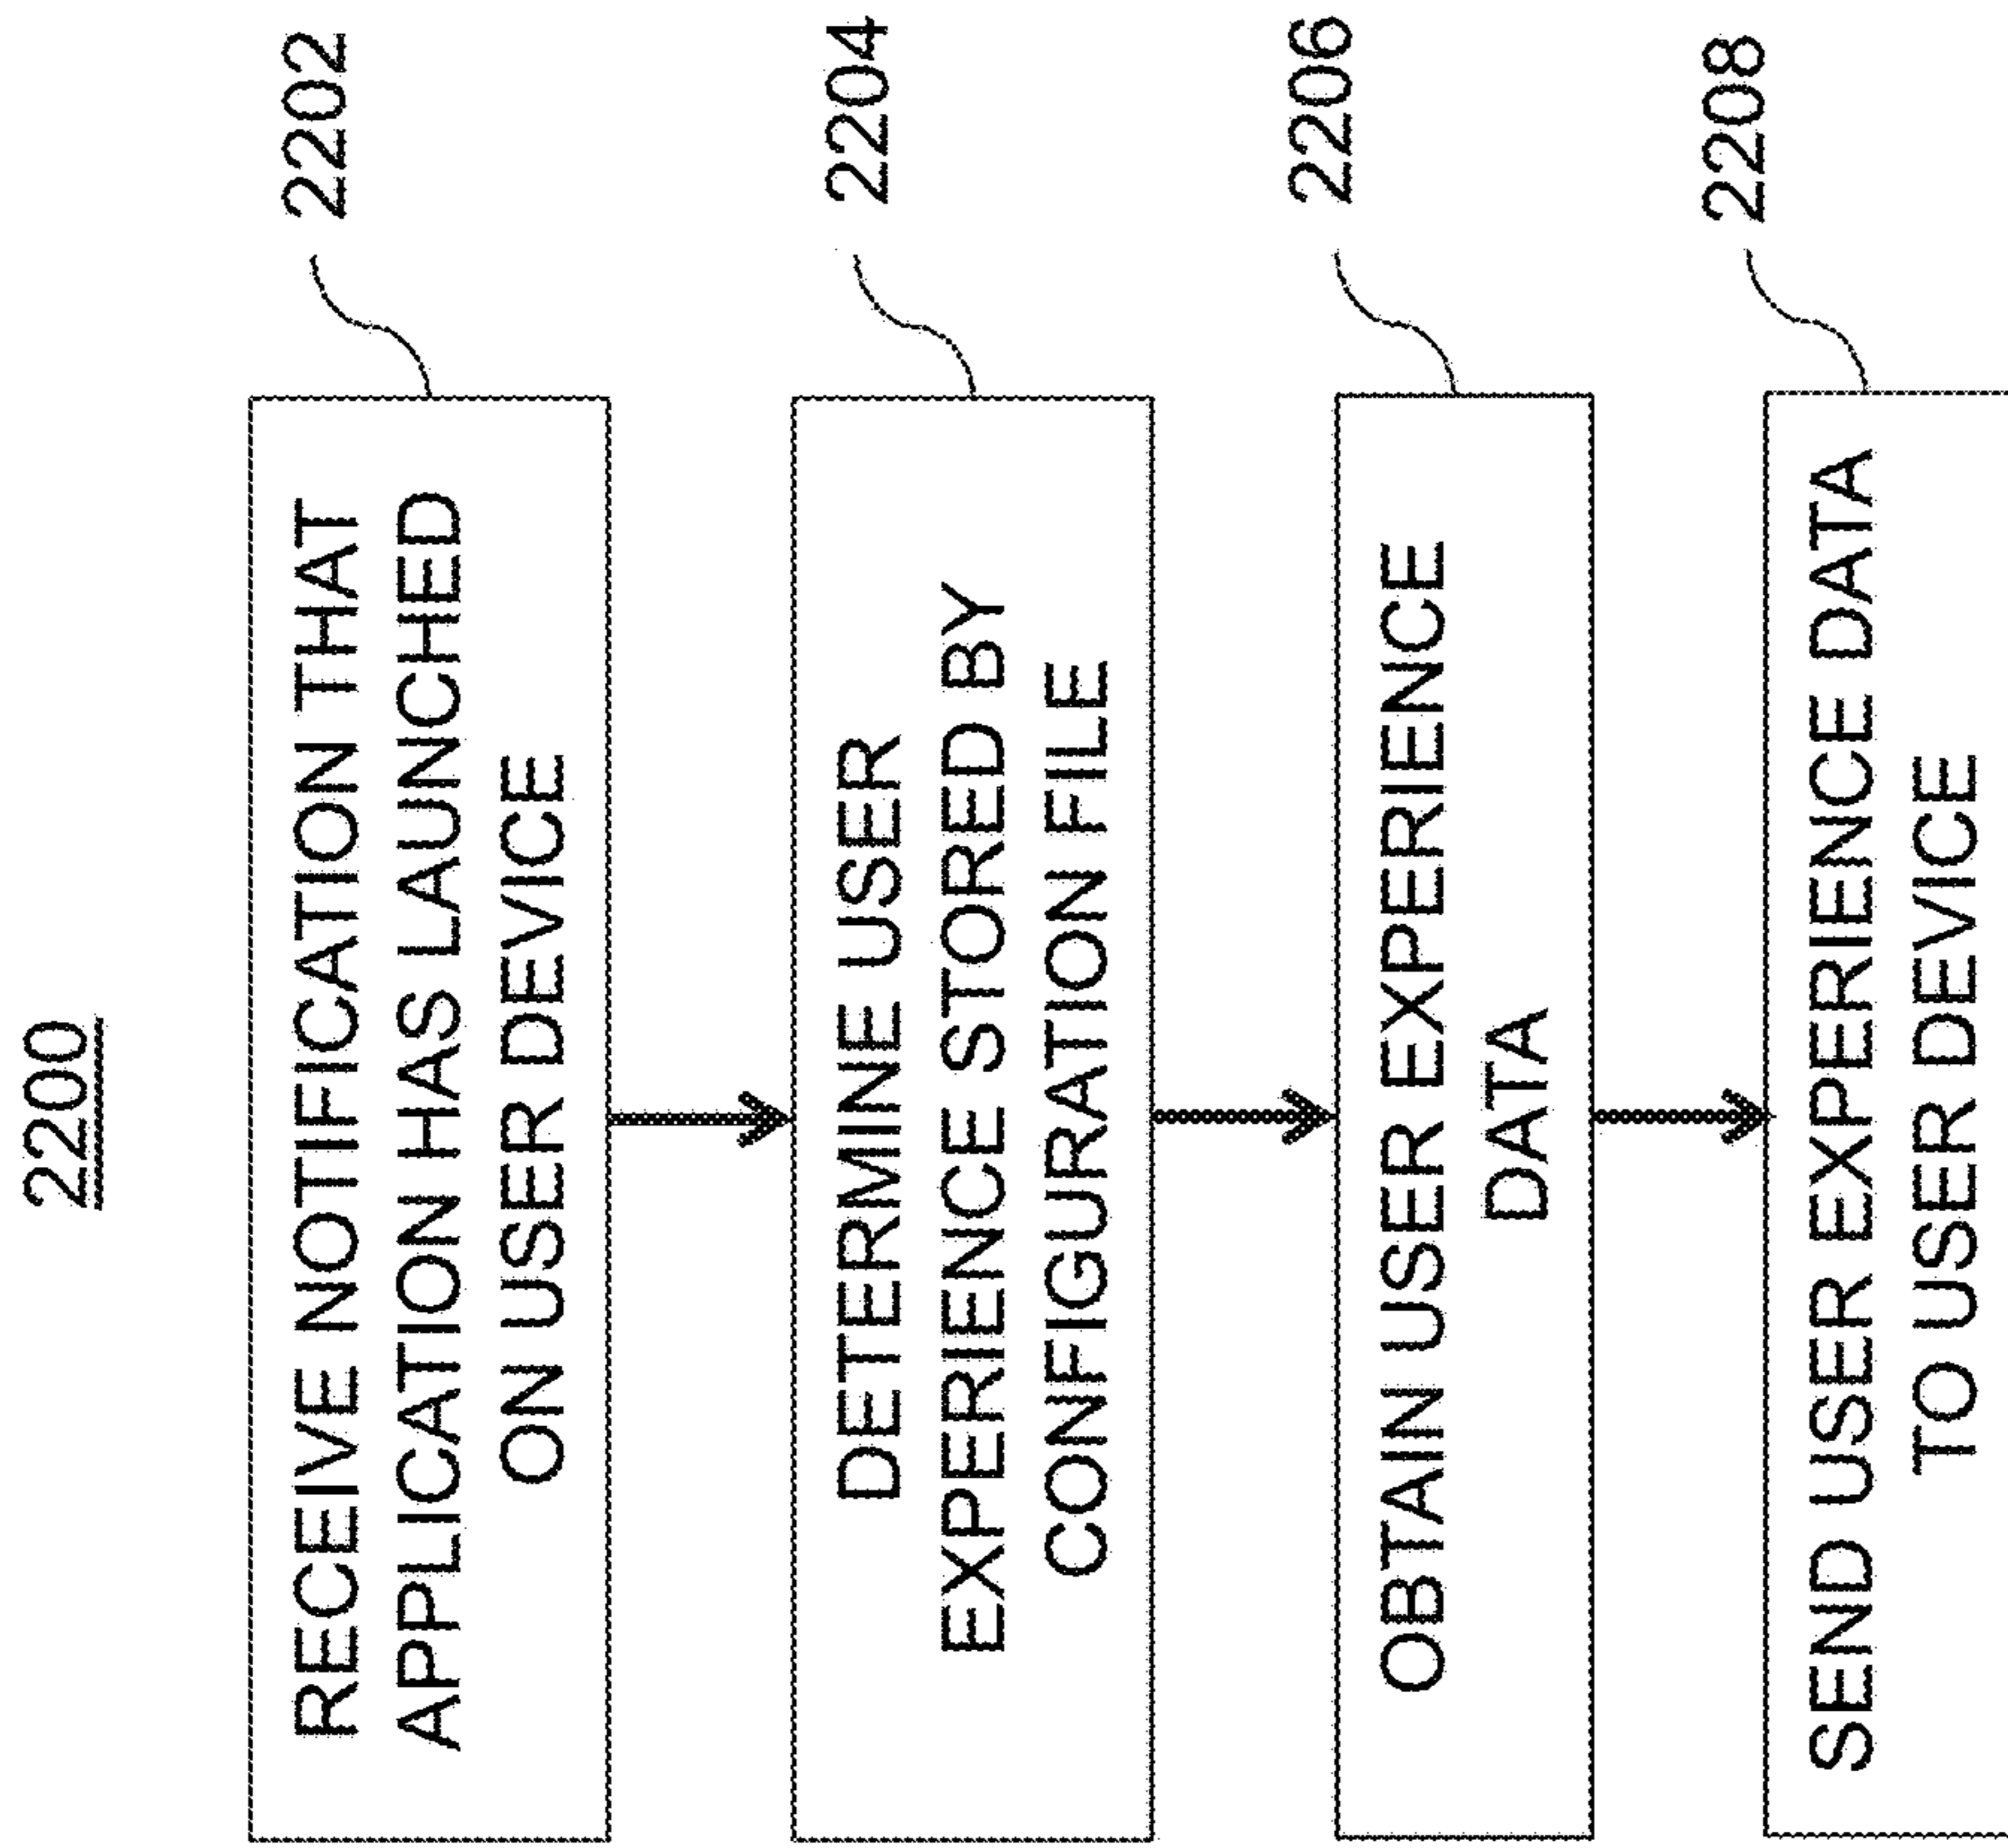 2200
RECEIVE NOTIFICATION THAT
APPLICATION HAS LAUNCHED
ON USER DEVICE
2202
DETERMINE USER
EXPERIENCE STORED BY
CONFIGURATION FILE
2204
OBTAIN USER EXPERIENCE
DATA
2206
SEND USER EXPERIENCE DATA
TO USER DEVICE
2208